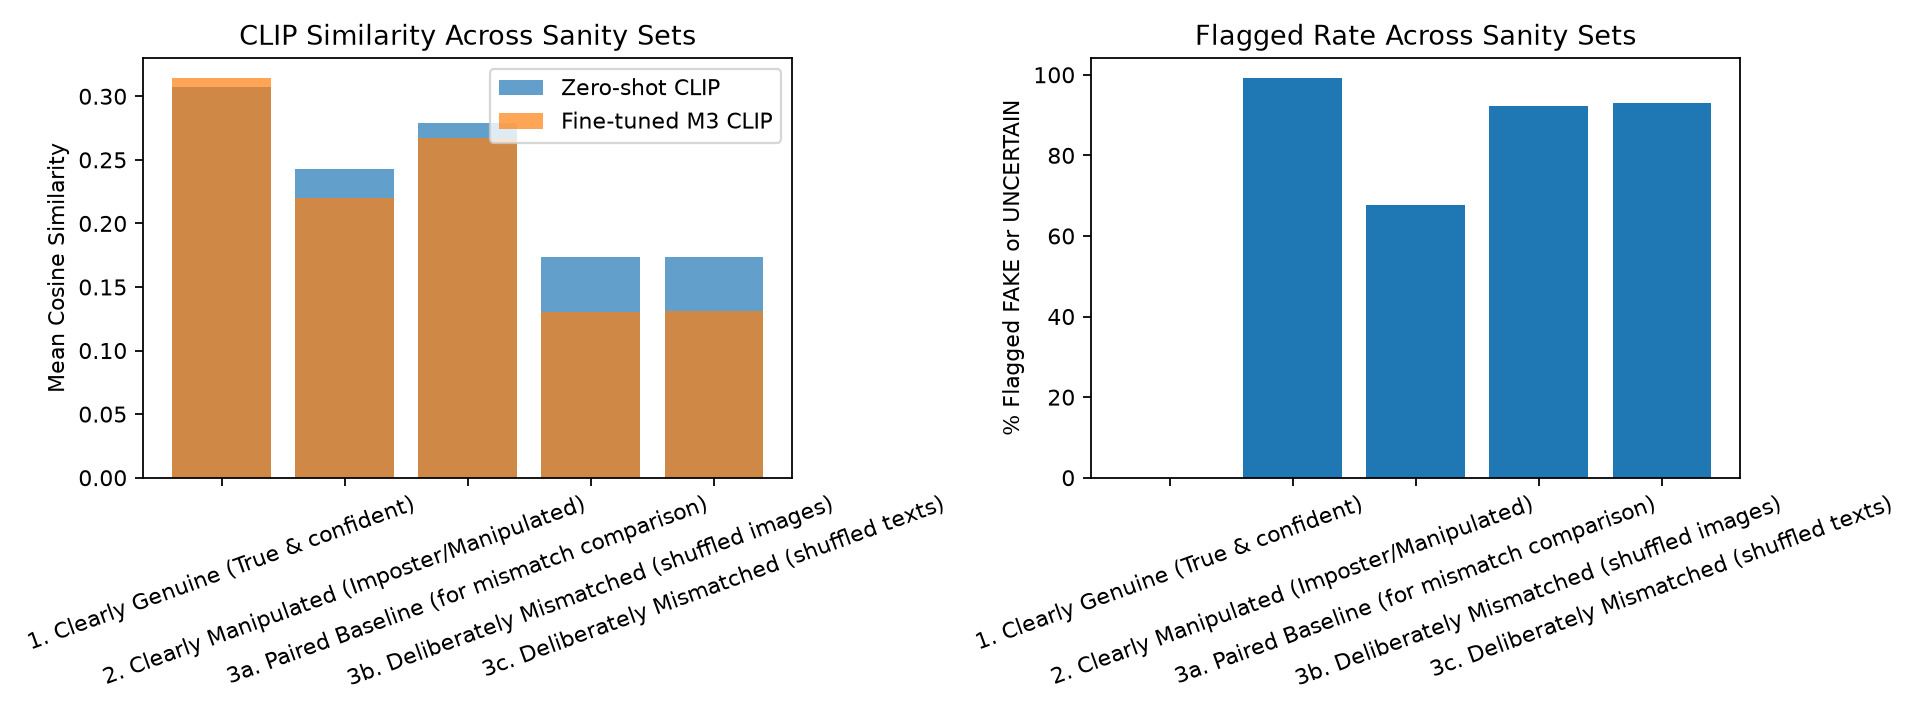 CLIP Similarity Across Sanity Sets
Zero-shot CLIP
Fine-tuned M3 CLIP
Mean Cosine Similarity
0.30
0.25
0.20
0.15
0.10
0.05
0.00
1. Clearly Genuine (True & confident)
2. Clearly Manipulated (Imposter/Manipulated)
3a. Paired Baseline (for mismatch comparison)
3b. Deliberately Mismatched (shuffled images)
3c. Deliberately Mismatched (shuffled texts)
Flagged Rate Across Sanity Sets
% Flagged FAKE or UNCERTAIN
100
80
60
40
20
0
1. Clearly Genuine (True & confident)
2. Clearly Manipulated (Imposter/Manipulated)
3a. Paired Baseline (for mismatch comparison)
3b. Deliberately Mismatched (shuffled images)
3c. Deliberately Mismatched (shuffled texts)